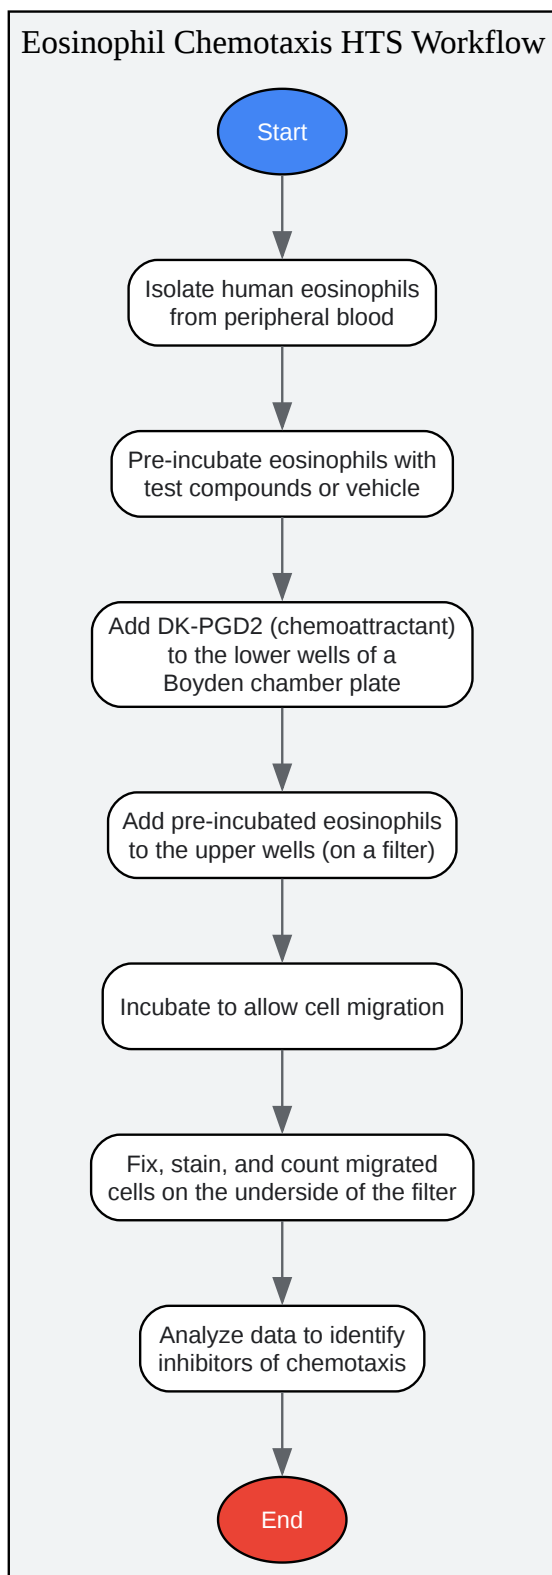 Eosinophil Chemotaxis HTS Workflow
Start
Isolate human eosinophils
from peripheral blood
Pre-incubate eosinophils with
test compounds or vehicle
Add DK-PGD2 (chemoattractant)
to the lower wells of a
Boyden chamber plate
Add pre-incubated eosinophils
to the upper wells (on a filter)
Incubate to allow cell migration
Fix, stain, and count migrated
cells on the underside of the filter
Analyze data to identify
inhibitors of chemotaxis
End